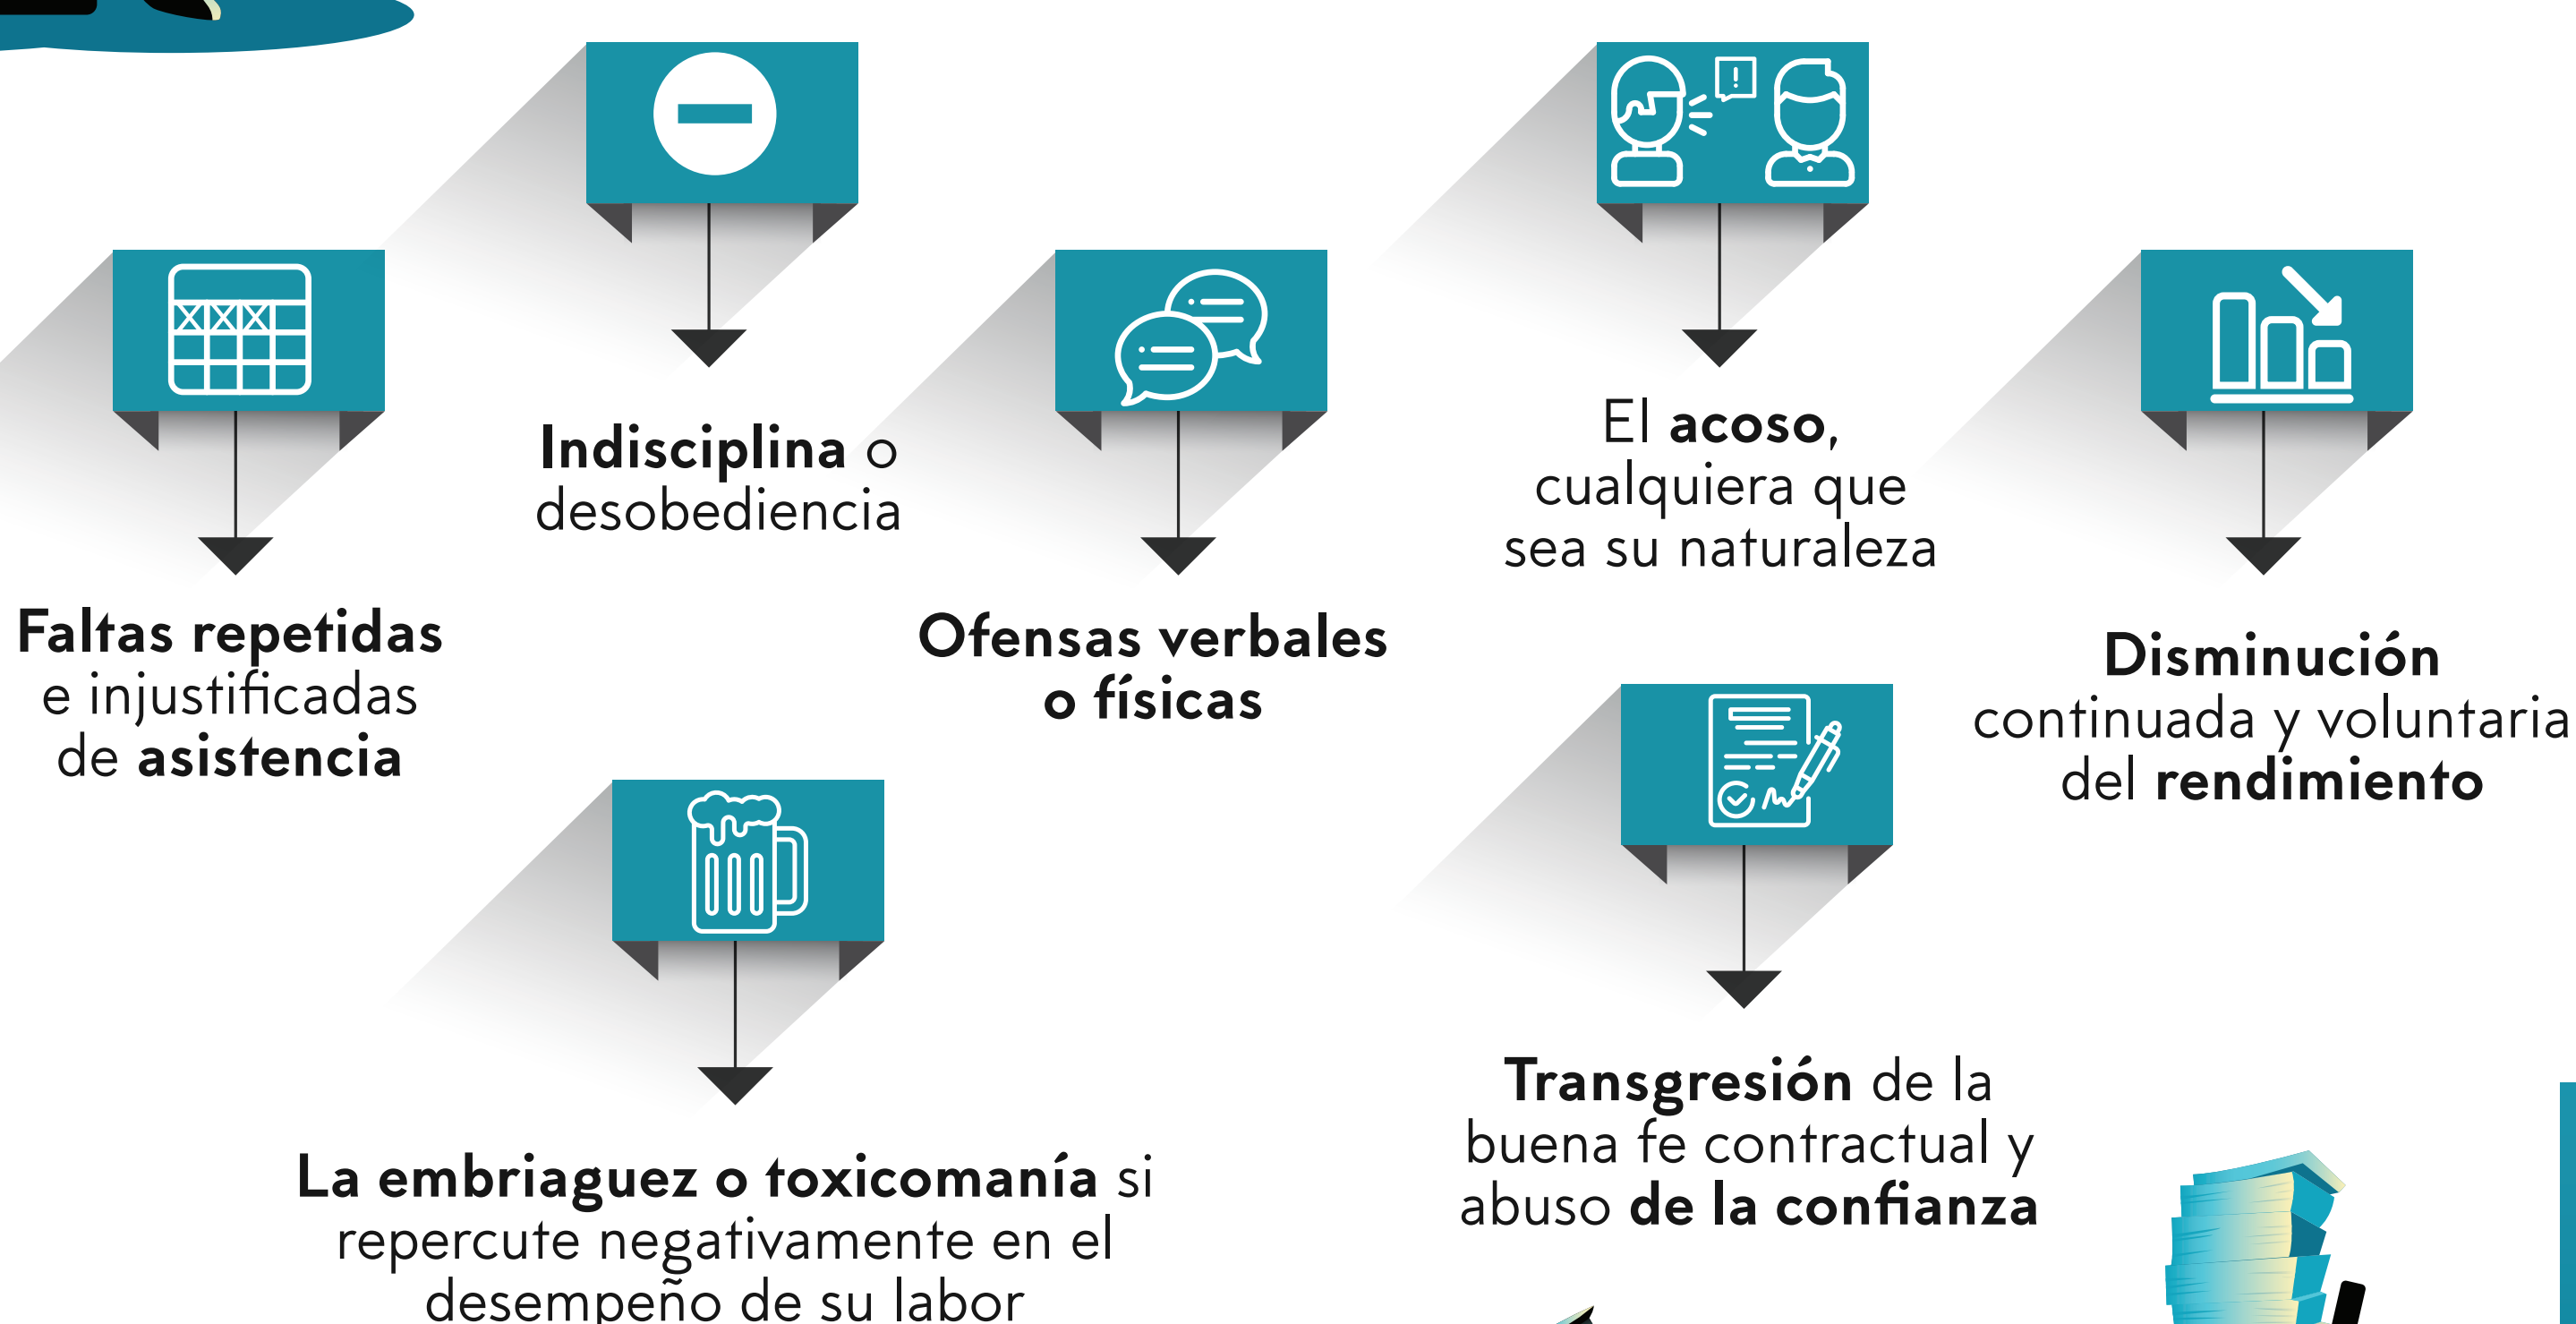 Faltas repetidas
e injustificadas
de asistencia
Indisciplina o
desobediencia
Ofensas verbales
o físicas
El acoso,
cualquiera que
sea su naturaleza
Disminución
continuada y voluntaria
del rendimiento
La embriaguez o toxicomanía si
repercute negativamente en el
desempeño de su labor
Transgresión de la
buena fe contractual y
abuso de la confianza